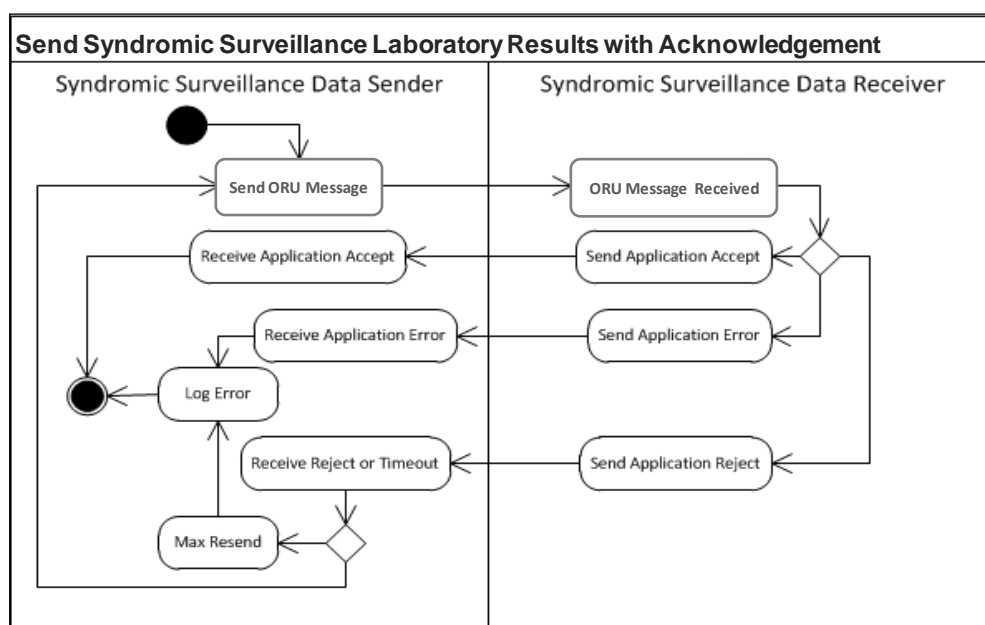 Send Syndromic Surveillance Laboratory Results with Acknowledgement
Syndromic Surveillance Data Sender
Syndromic Surveillance Data Receiver
Send ORU Message
ORU Message Received
Receive Application Accept
Send Application Accept
Receive Application Error
Send Application Error
Log Error
Receive Reject or Timeout
Send Application Reject
Max Resend